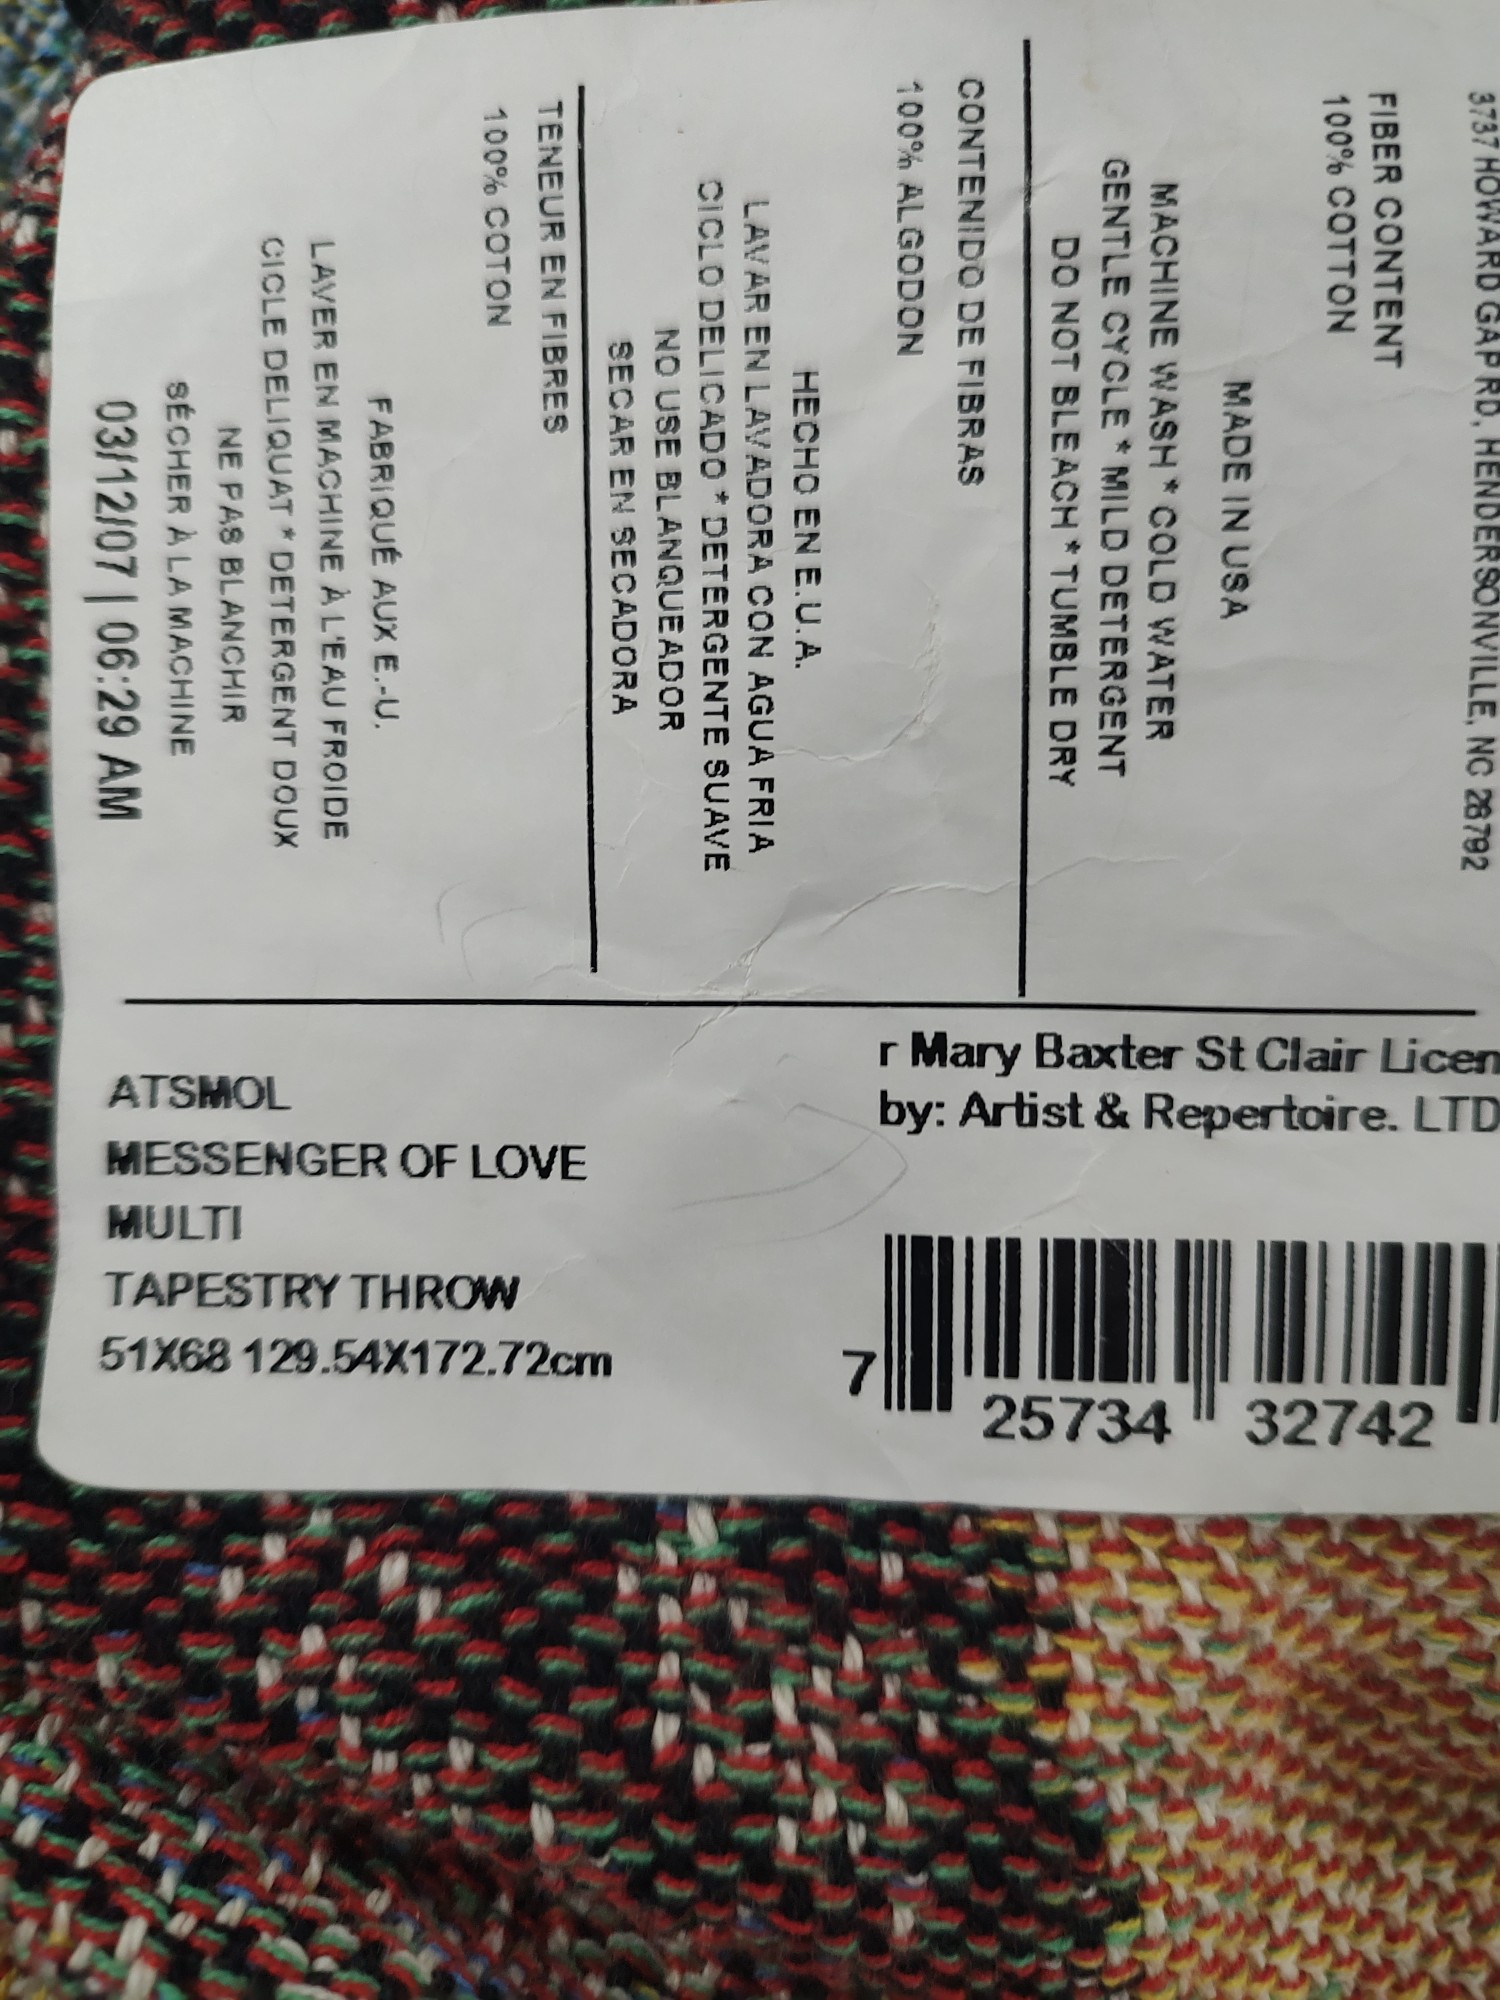 3737 HOWARD GAP RD, HENDERSONVILLE, NC 28792
FIBER CONTENT
100% COTTON
MADE IN USA
MACHINE WASH * COLD WATER
GENTLE CYCLE * MILD DETERGENT
DO NOT BLEACH * TUMBLE DRY
CONTENIDO DE FIBRAS
100% ALGODON
HECHO EN E.U.A.
LAVAR EN LAVADORA CON AGUA FRIA
CICLO DELICADO * DETERGENTE SUAVE
NO USE BLANQUEADOR
SECAR EN SECADORA
TENEUR EN FIBRES
100% COTON
FABRIQUÉ AUX E.-U.
LAVER EN MACHINE À L'EAU FROIDE
CICLE DELIQUAT * DETERGENT DOUX
NE PAS BLANCHIR
SÉCHER À LA MACHINE
03/12/07 | 06:29 AM
r Mary Baxter St Clair Licen
by: Artist & Repertoire. LTD
ATSMOL
MESSENGER OF LOVE
MULTI
TAPESTRY THROW
51X68 129.54X172.72cm
7 25734 32742